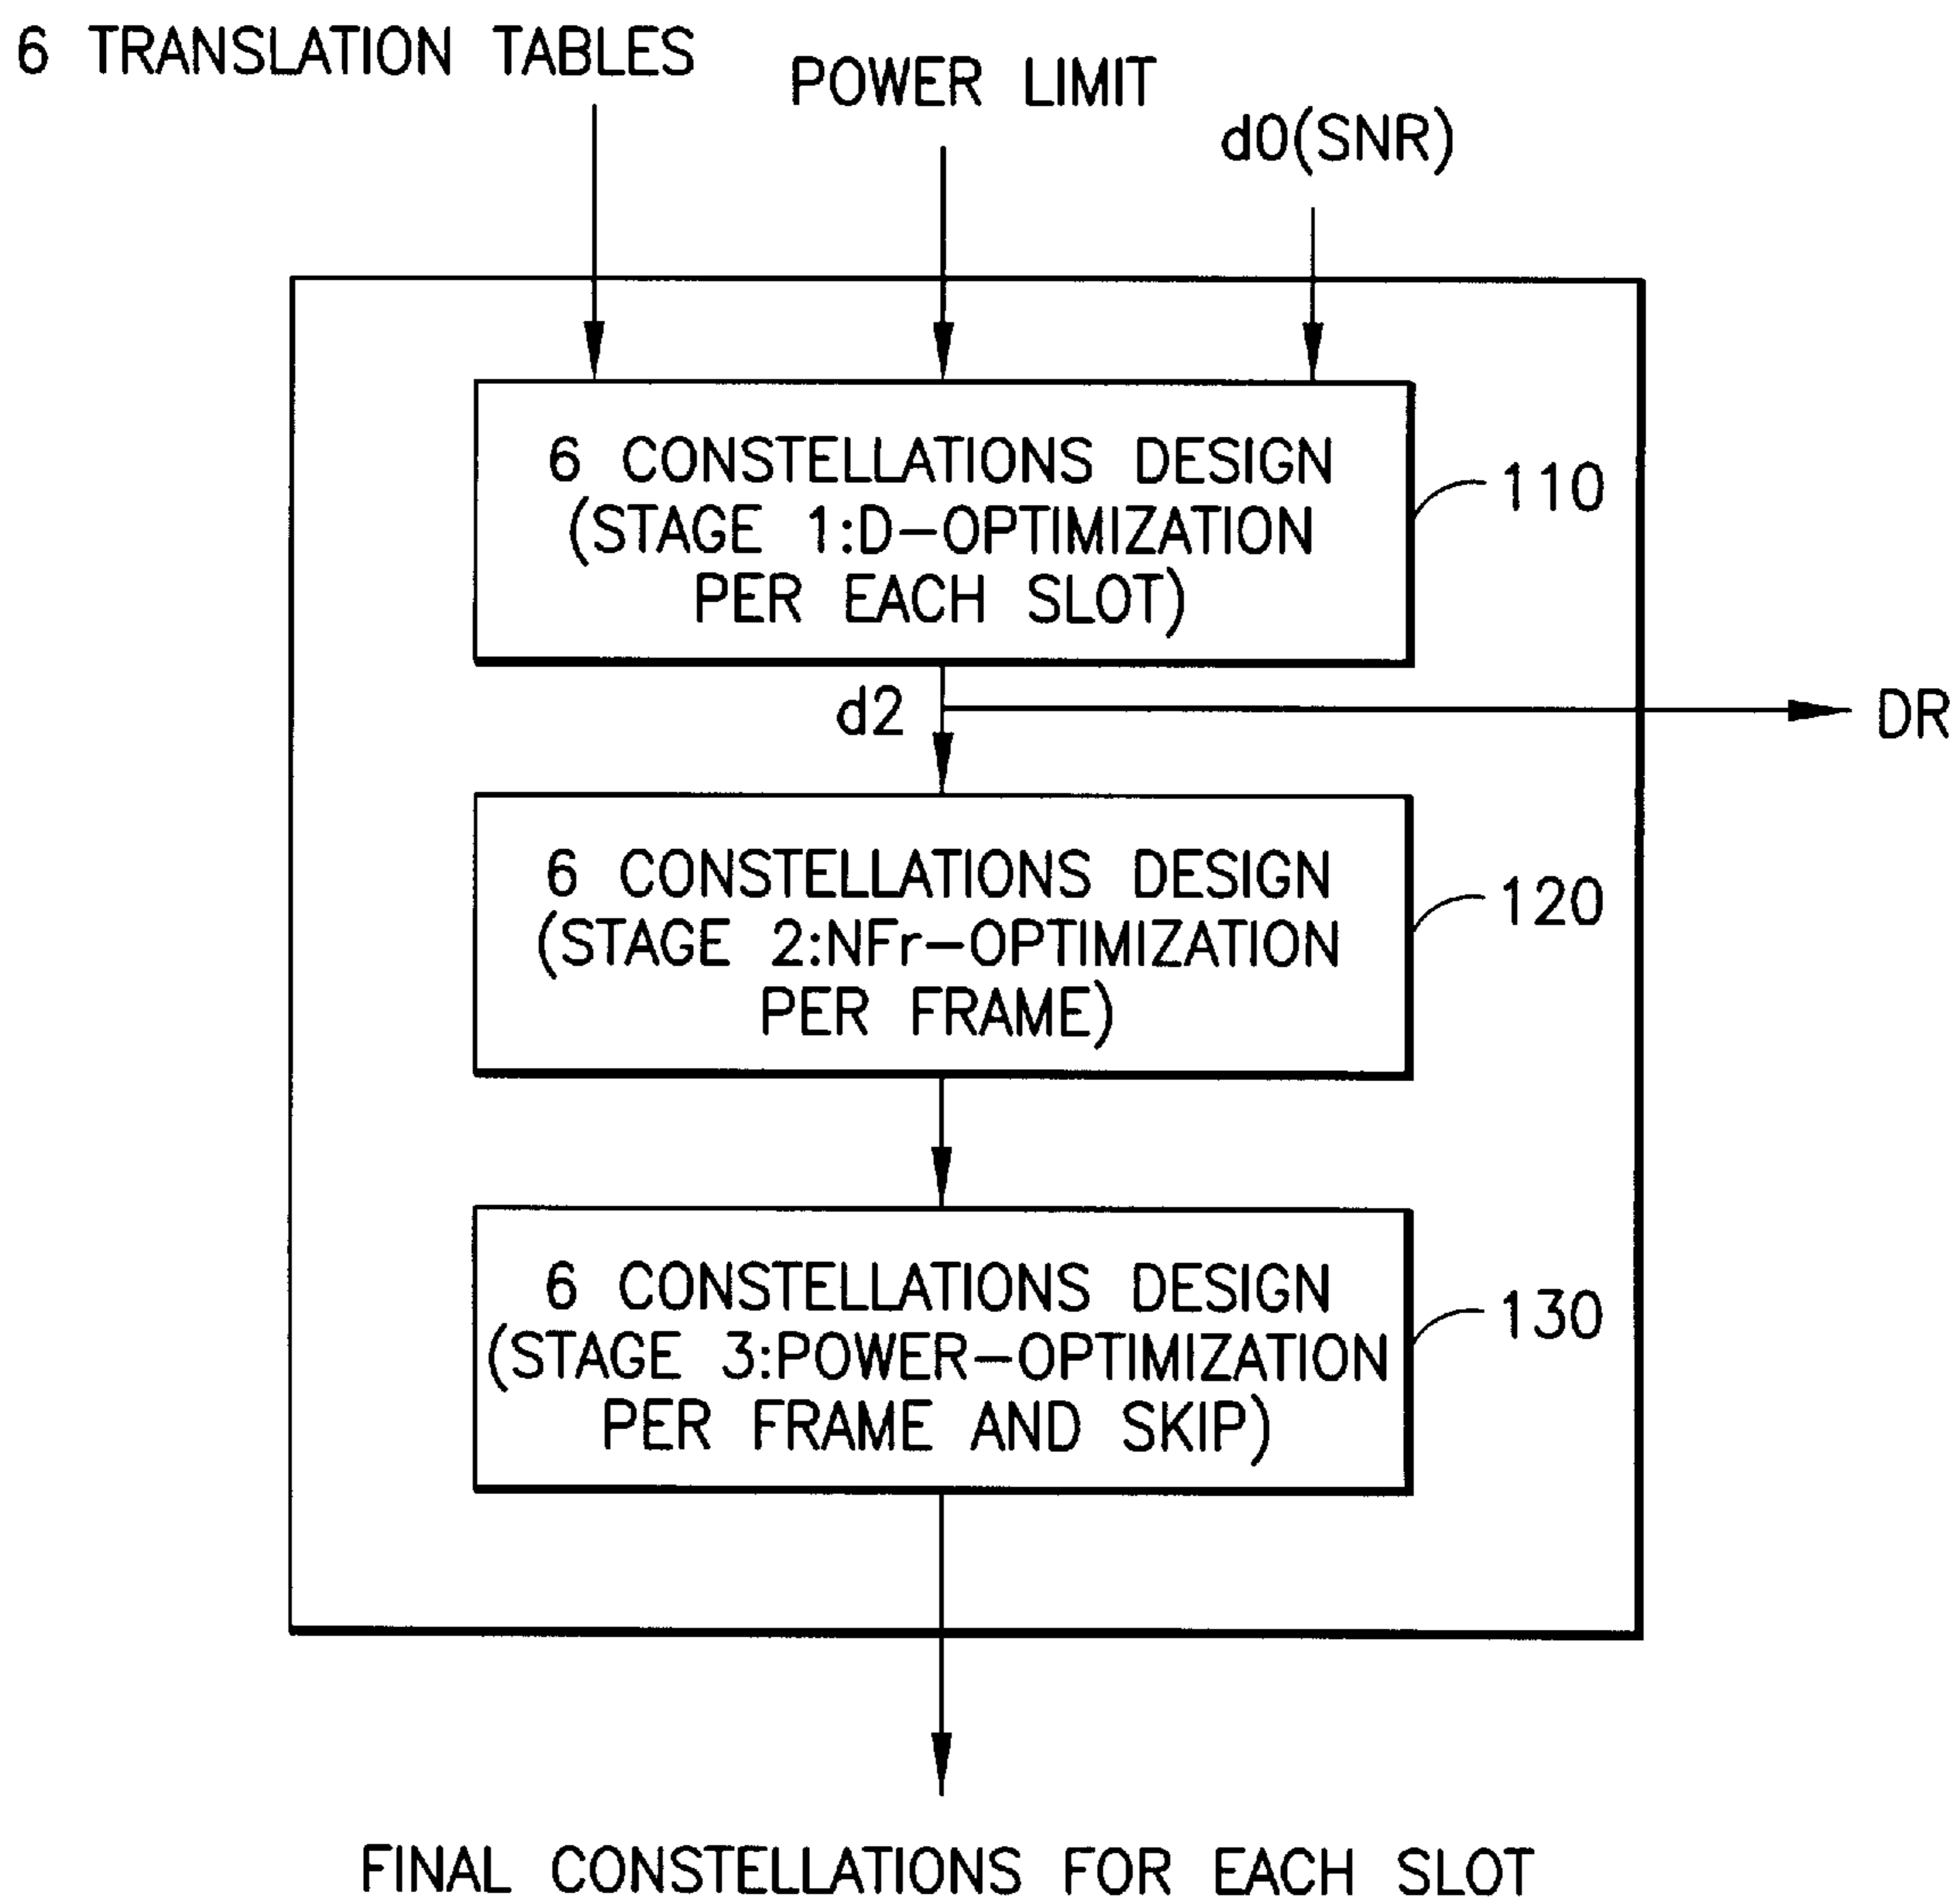 6 TRANSLATION TABLES
POWER LIMIT
d0(SNR)
6 CONSTELLATIONS DESIGN
(STAGE 1:D-OPTIMIZATION
PER EACH SLOT)
110
d2
DR
6 CONSTELLATIONS DESIGN
(STAGE 2:NFr-OPTIMIZATION
PER FRAME)
120
6 CONSTELLATIONS DESIGN
(STAGE 3:POWER-OPTIMIZATION
PER FRAME AND SKIP)
130
FINAL CONSTELLATIONS FOR EACH SLOT